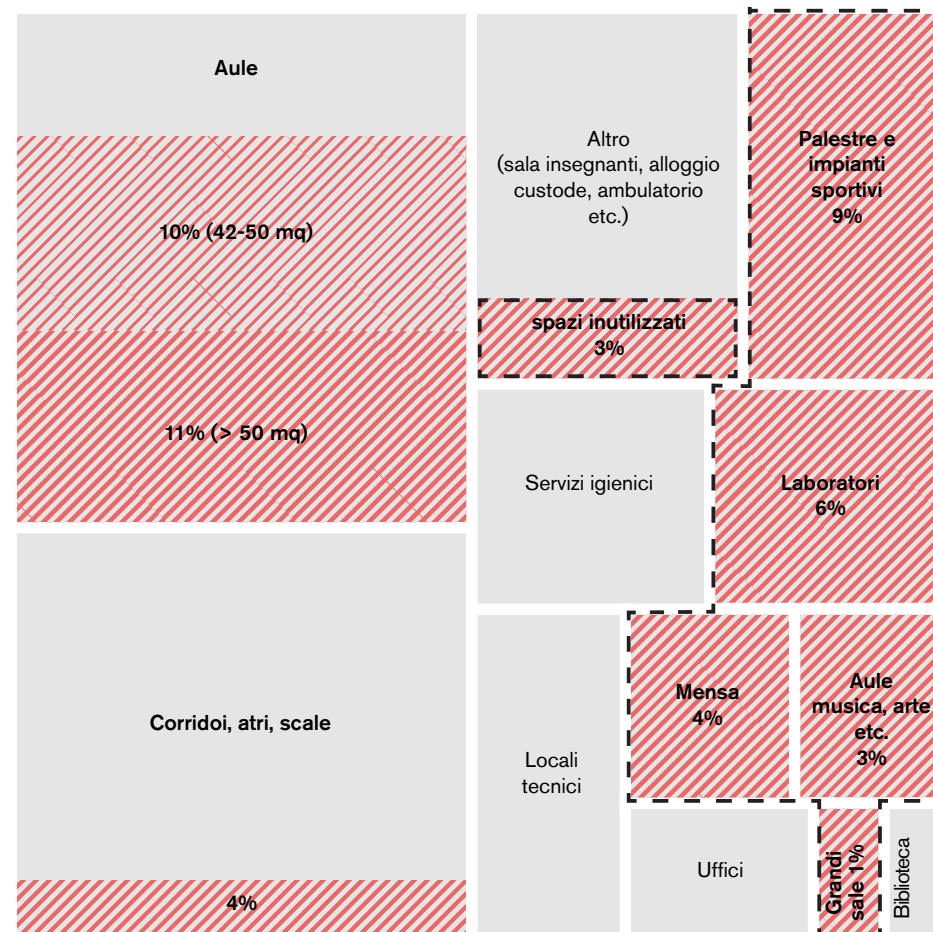 Aule
10% (42-50 mq)
11% (> 50 mq)
Corridoi, atri, scale
4%
Altro
(sala insegnanti, alloggio
custode, ambulatorio
etc.)
spazi inutilizzati
3%
Palestre e
impianti
sportivi
9%
Servizi igienici
Laboratori
6%
Locali
tecnici
Mensa
4%
Aule
musica, arte
etc.
3%
Uffici
Grandi
sale 1%
Biblioteca